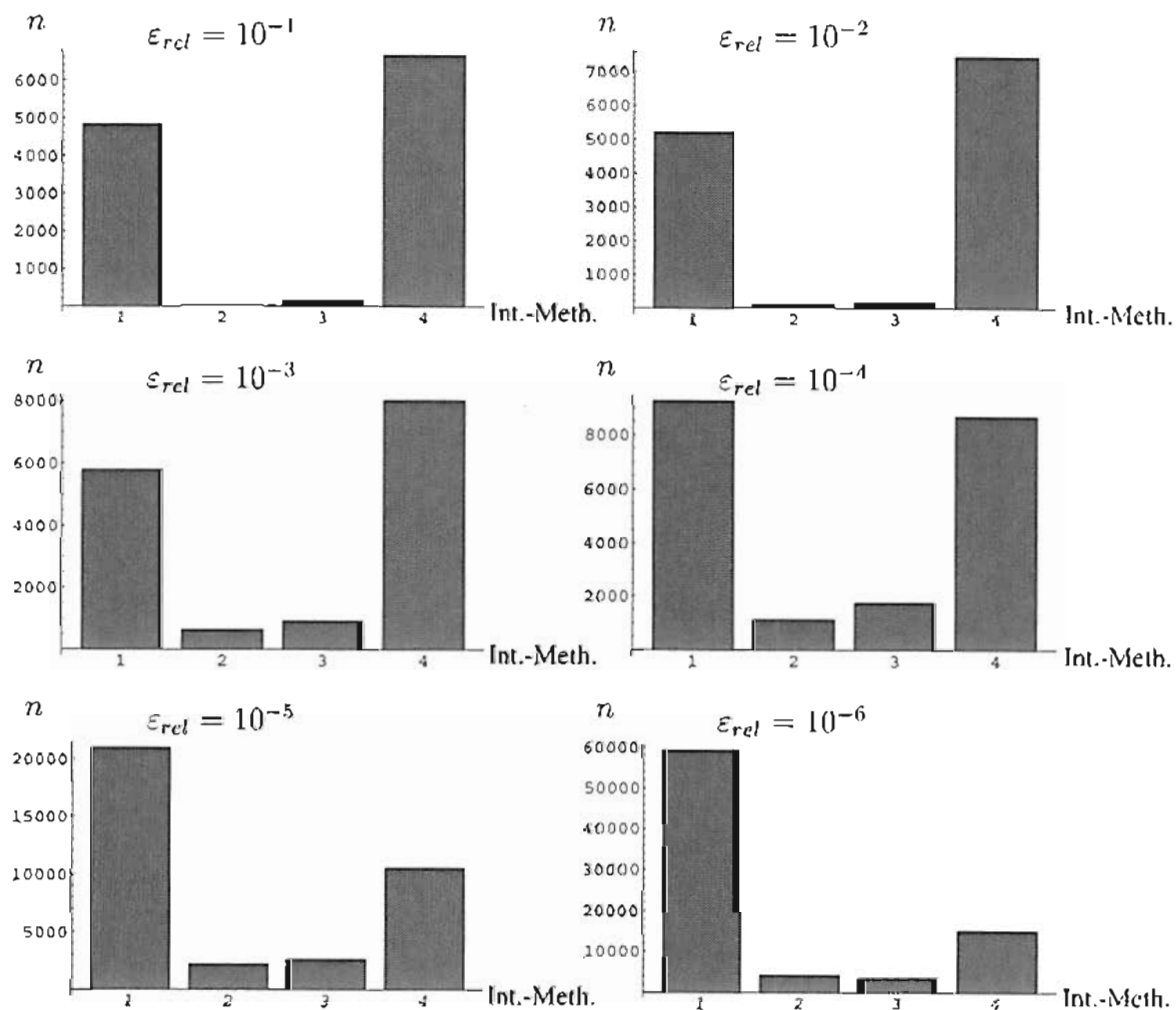 n
ε_rel = 10^{-1}
6000
5000
4000
3000
2000
1000
1 2 3 4 Int.-Meth.
n
ε_rel = 10^{-2}
7000
6000
5000
4000
3000
2000
1000
1 2 3 4 Int.-Meth.
n
ε_rel = 10^{-3}
8000
6000
4000
2000
1 2 3 4 Int.-Meth.
n
ε_rel = 10^{-4}
8000
6000
4000
2000
1 2 3 4 Int.-Meth.
n
ε_rel = 10^{-5}
20000
15000
10000
5000
1 2 3 4 Int.-Meth.
n
ε_rel = 10^{-6}
60000
50000
40000
30000
20000
10000
1 2 3 4 Int.-Meth.